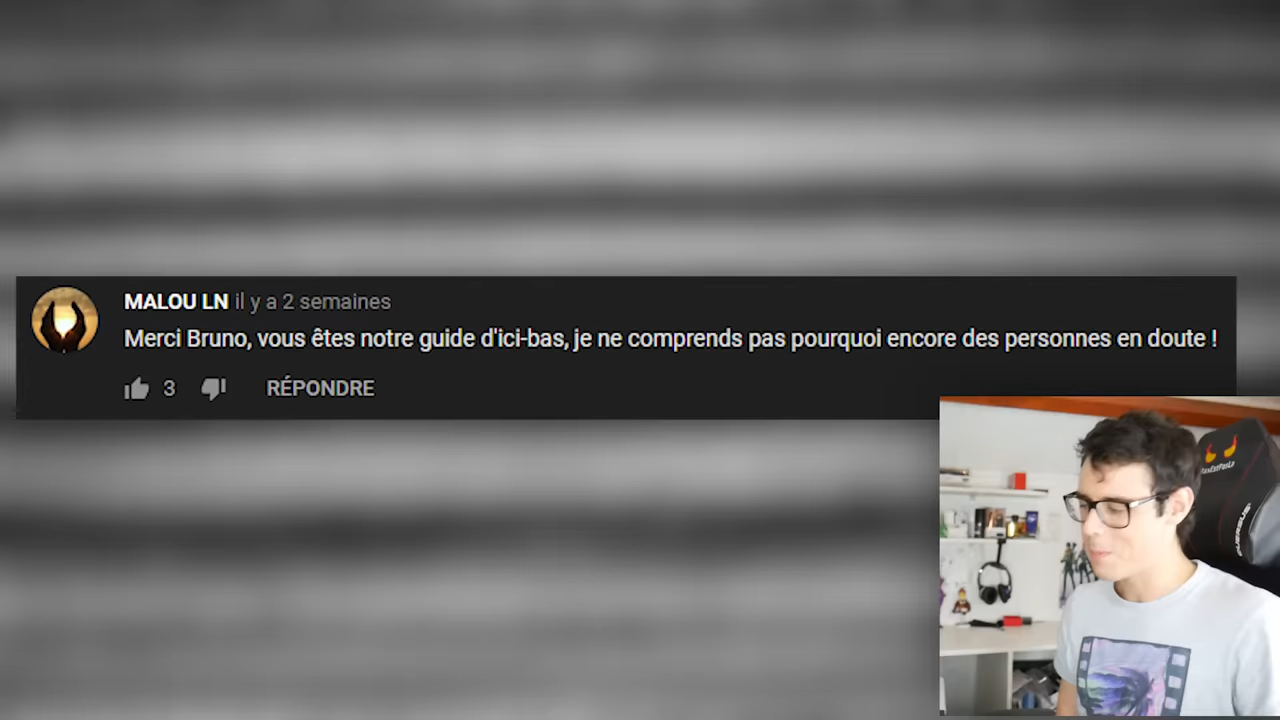 MALOU LN il y a 2 semaines
Merci Bruno, vous êtes notre guide d'ici-bas, je ne comprends pas pourquoi encore des personnes en doute !
3 RÉPONDRE